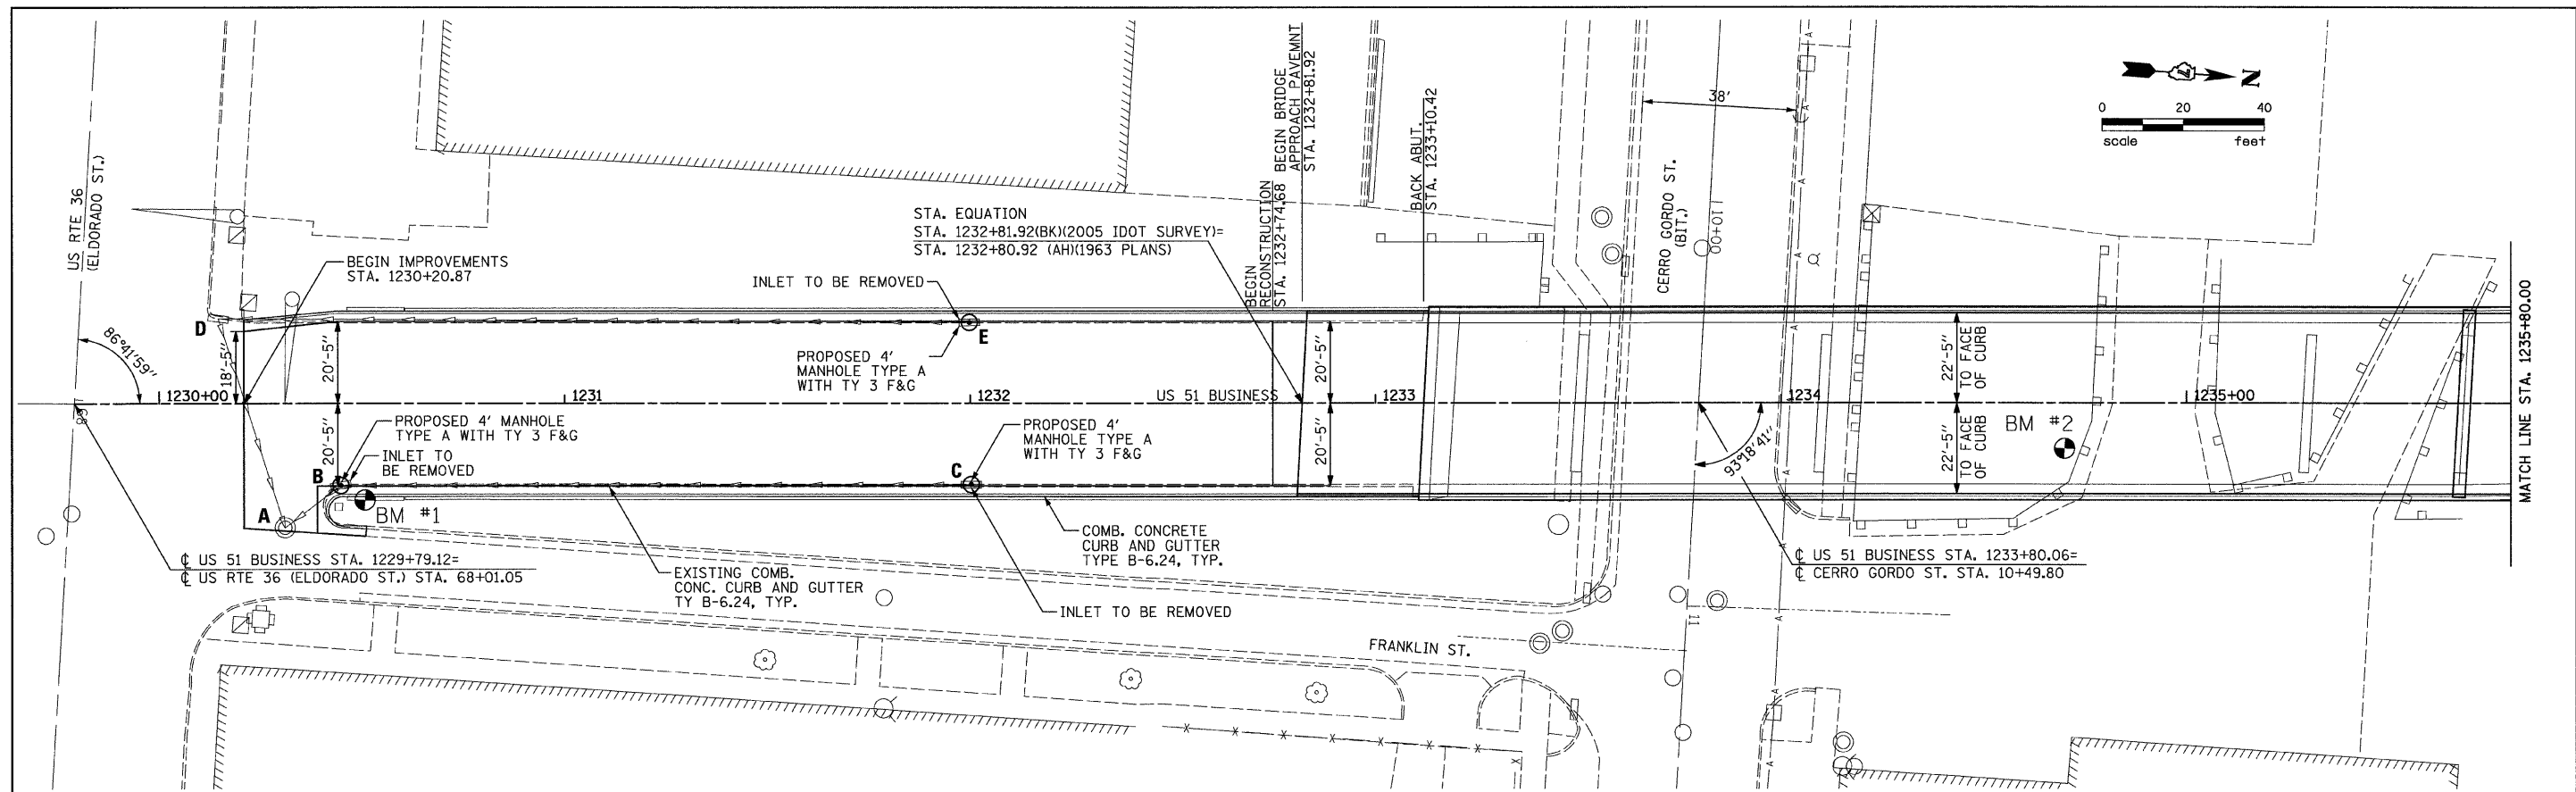 US RTE 36
(ELDORADO ST.)
86°41'59"
BEGIN IMPROVEMENTS
STA. 1230+20.87
D
18'-5"
20'-5"
20'-5"
1230+00
1231
1232
US 51 BUSINESS
1233
1234
1235+00
STA. EQUATION
STA. 1232+81.92(BK)(2005 IDOT SURVEY)=
STA. 1232+80.92 (AH)(1963 PLANS)
INLET TO BE REMOVED
E
PROPOSED 4'
MANHOLE TYPE A
WITH TY 3 F&G
BEGIN
RECONSTRUCTION
STA. 1232+74.68
BEGIN BRIDGE
APPROACH PAVEMNT
STA. 1232+81.92
BACK ABUT.
STA. 1233+10.42
20'-5"
20'-5"
38'
CERRO GORDO ST.
(BIT.)
10+00
N
0 20 40
scale feet
22'-5"
TO FACE
OF CURB
22'-5"
TO FACE
OF CURB
BM #2
93°18'41"
MATCH LINE STA. 1235+80.00
PROPOSED 4' MANHOLE
TYPE A WITH TY 3 F&G
INLET TO
BE REMOVED
B
A
BM #1
C
PROPOSED 4'
MANHOLE TYPE A
WITH TY 3 F&G
COMB. CONCRETE
CURB AND GUTTER
TYPE B-6.24, TYP.
EXISTING COMB.
CONC. CURB AND GUTTER
TY B-6.24, TYP.
INLET TO BE REMOVED
℄ US 51 BUSINESS STA. 1229+79.12=
℄ US RTE 36 (ELDORADO ST.) STA. 68+01.05
℄ US 51 BUSINESS STA. 1233+80.06=
℄ CERRO GORDO ST. STA. 10+49.80
FRANKLIN ST.
11